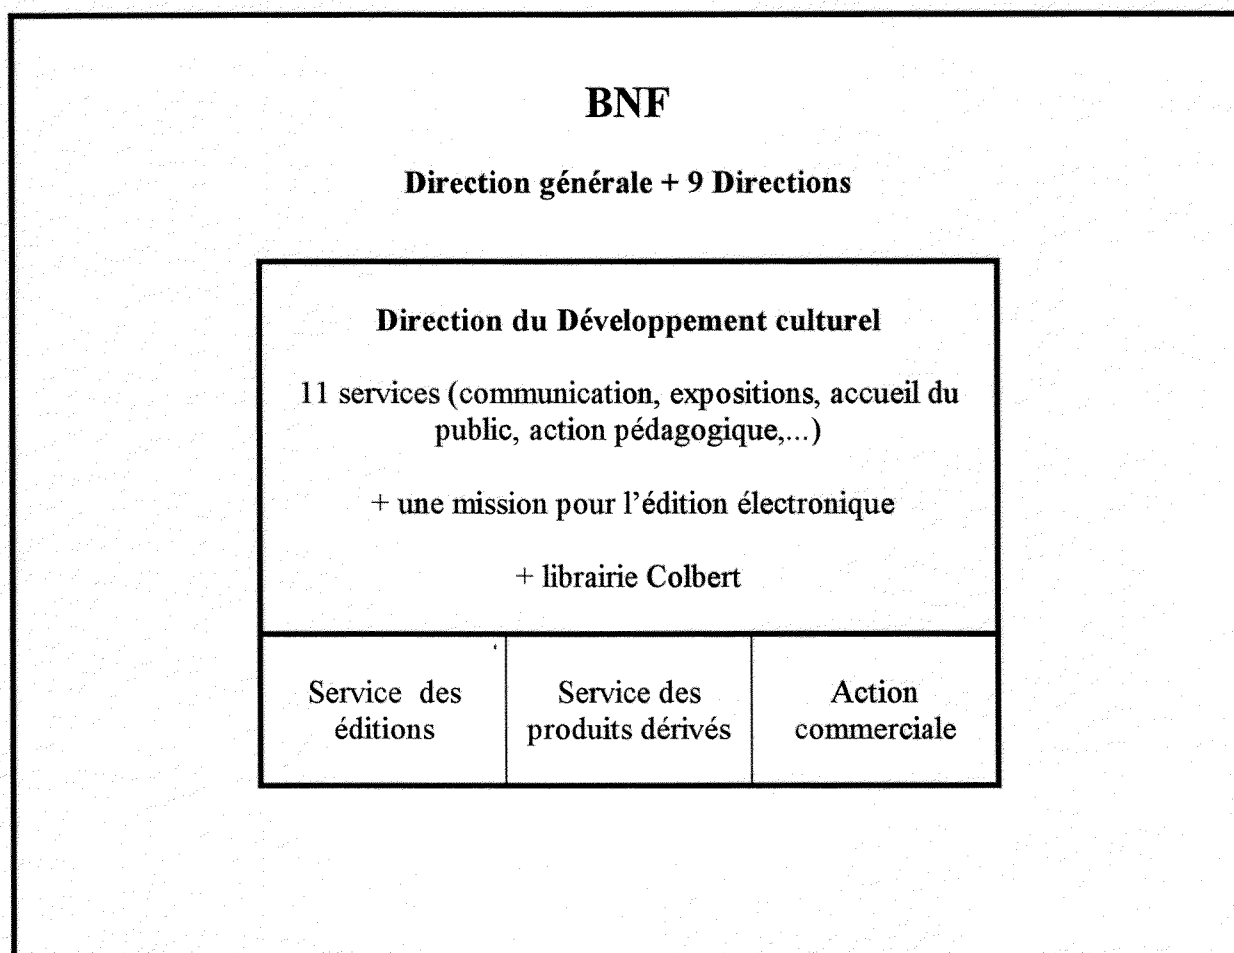 BNF
Direction générale + 9 Directions
Direction du Développement culturel
11 services (communication, expositions, accueil du
public, action pédagogique,...)
+ une mission pour l'édition électronique
+ librairie Colbert
Service des
éditions
Service des
produits dérivés
Action
commerciale